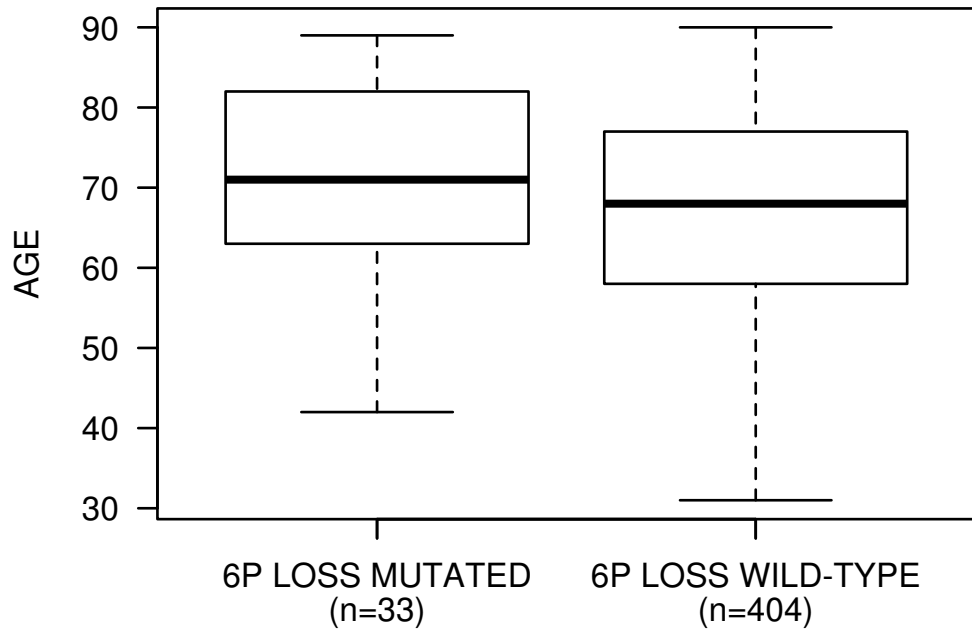 90
80
70
60
50
40
30
AGE
6P LOSS MUTATED
(n=33)
6P LOSS WILD-TYPE
(n=404)